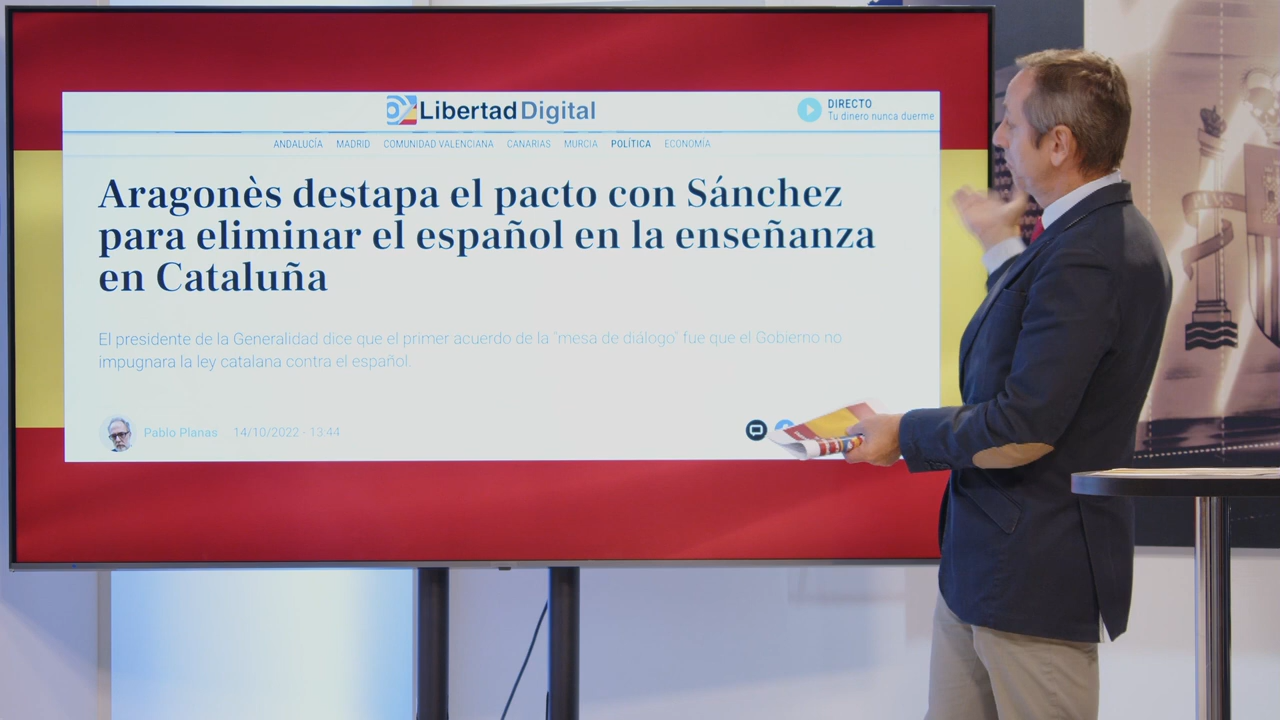 Libertad Digital
DIRECTO
Tu dinero nunca duerme
ANDALUCÍA MADRID COMUNIDAD VALENCIANA CANARIAS MURCIA POLÍTICA ECONOMÍA
Aragonès destapa el pacto con Sánchez
para eliminar el español en la enseñanza
en Cataluña
El presidente de la Generalidad dice que el primer acuerdo de la "mesa de diálogo" fue que el Gobierno no
impugnara la ley catalana contra el español.
Pablo Planas 14/10/2022 - 13:44
PLUS